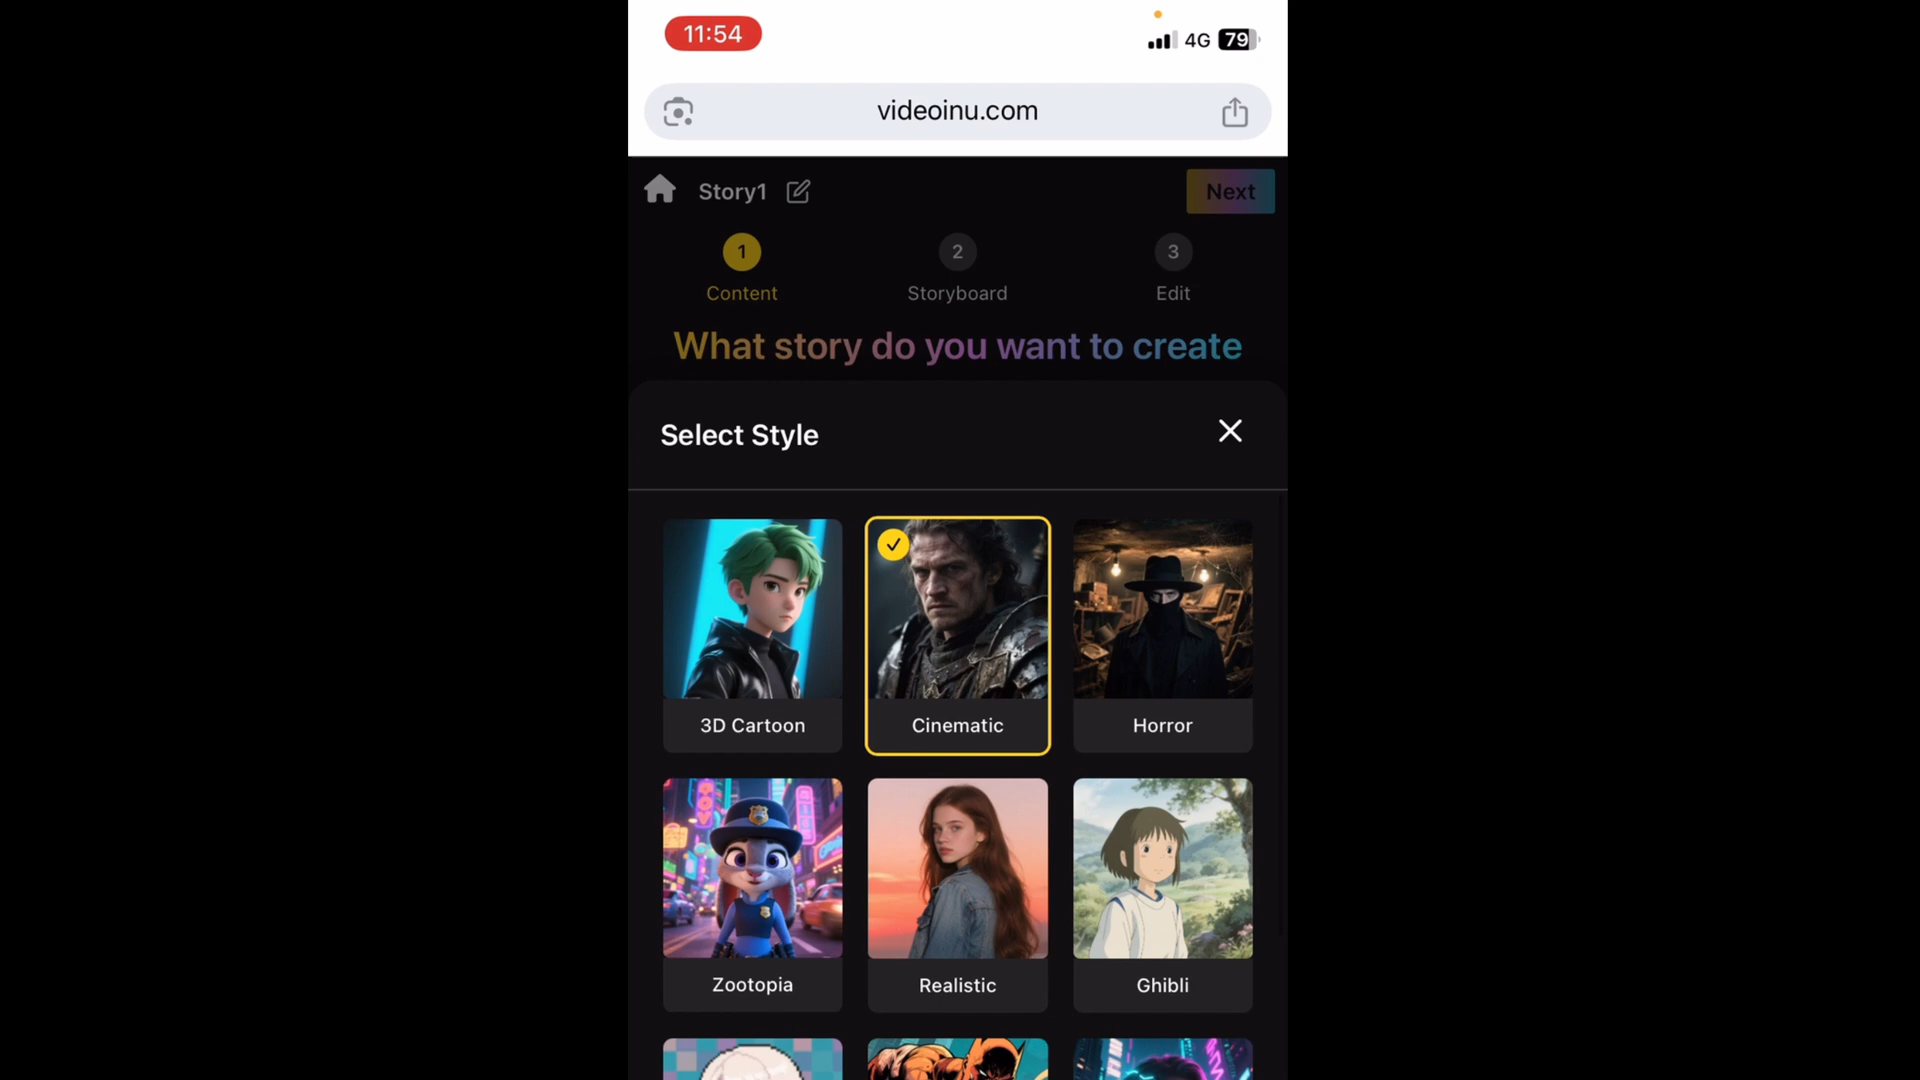 11:54
4G 79
videoinu.com
Story1
Next
1
2
3
Content
Storyboard
Edit
What story do you want to create
Select Style
3D Cartoon
Cinematic
Horror
Zootopia
Realistic
Ghibli